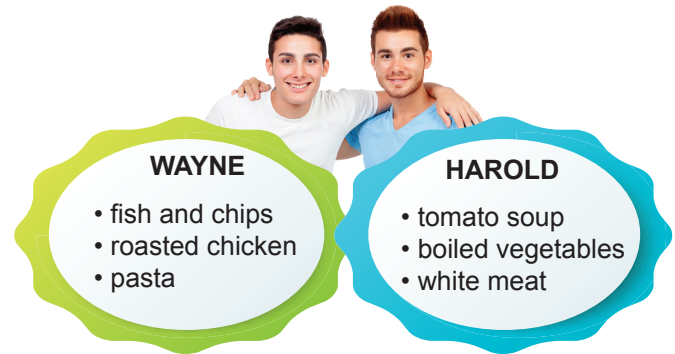 WAYNE
• fish and chips
• roasted chicken
• pasta
HAROLD
• tomato soup
• boiled vegetables
• white meat